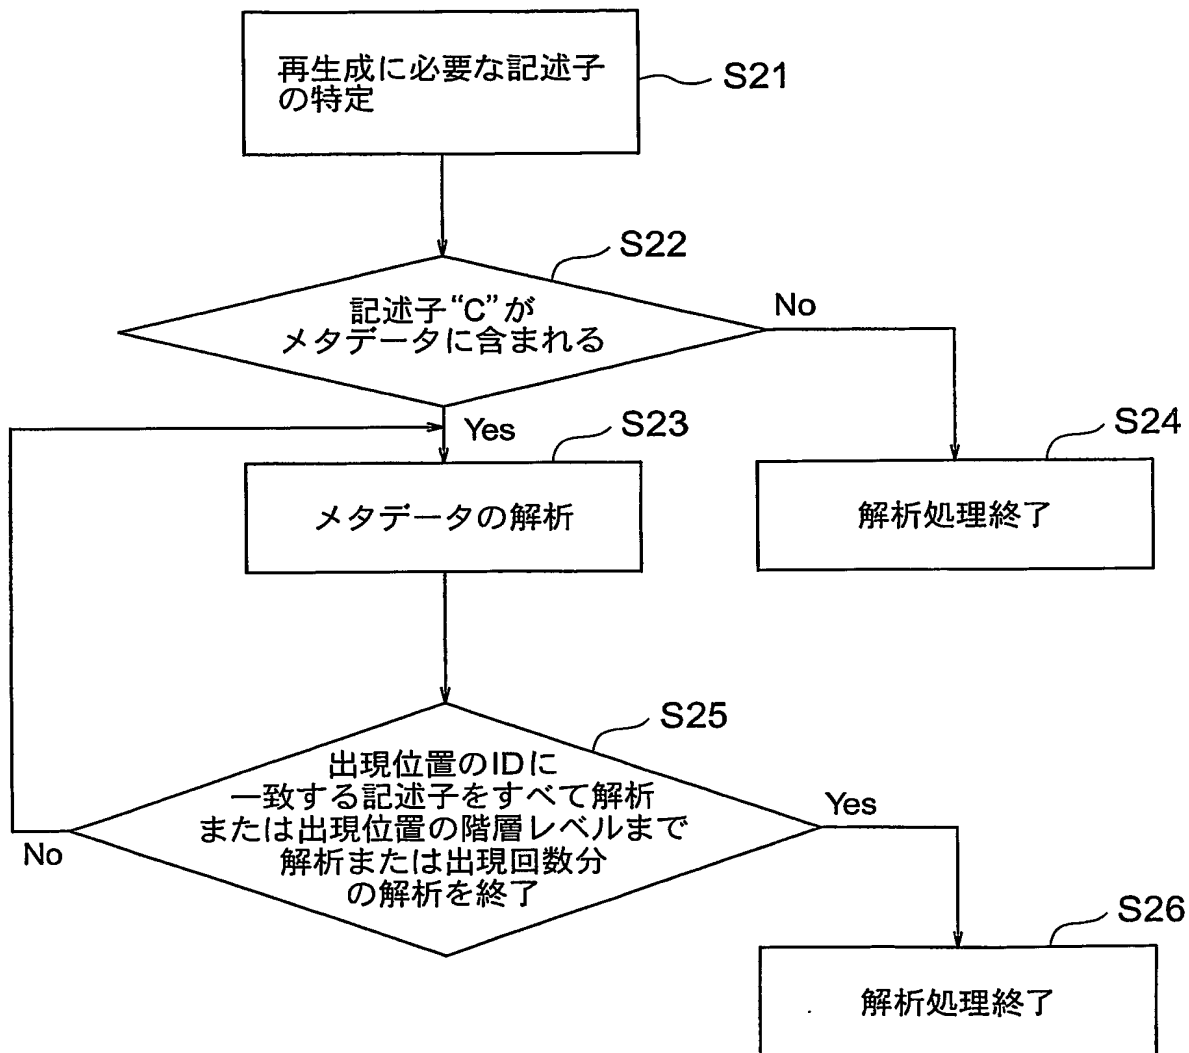 再生成に必要な記述子
の特定
S21
S22
記述子“C”が
メタデータに含まれる
No
Yes
S23
メタデータの解析
S24
解析処理終了
S25
出現位置のIDに
一致する記述子をすべて解析
または出現位置の階層レベルまで
解析または出現回数分
の解析を終了
No
Yes
S26
解析処理終了